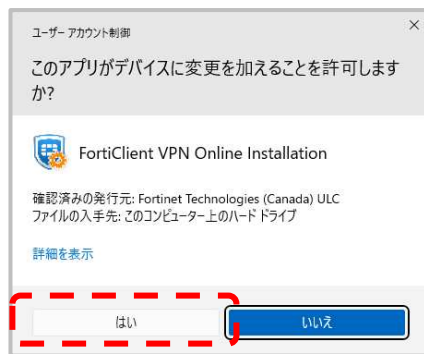 ユーザー アカウント制御
このアプリがデバイスに変更を加えることを許可します
か?
FortiClient VPN Online Installation
確認済みの発行元: Fortinet Technologies (Canada) ULC
ファイルの入手先: このコンピューター上のハード ドライブ
詳細を表示
はい
いいえ